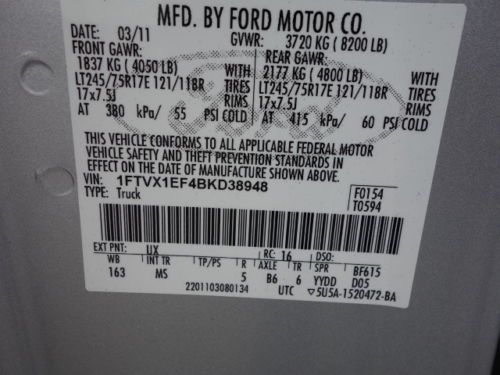 MFD. BY FORD MOTOR CO.
DATE: 03/11 GVWR: 3720 KG ( 8200 LB)
FRONT GAWR: REAR GAWR:
1837 KG ( 4050 LB) WITH 2177 KG ( 4800 LB) WITH
LT245/75R17E 121/118R TIRES LT245/75R17E 121/118R TIRES
17x7.5J RIMS 17x7.5J RIMS
AT 380 kPa/ 55 PSI COLD AT 415 kPa/ 60 PSI COLD
Ford
THIS VEHICLE CONFORMS TO ALL APPLICABLE FEDERAL MOTOR
VEHICLE SAFETY AND THEFT PREVENTION STANDARDS IN
EFFECT ON THE DATE OF MANUFACTURE SHOWN ABOVE.
VIN: 1FTVX1EF4BKD38948 F0154
TYPE: Truck T0594
EXT PNT: UX RC: 16 DSO:
WB INT TR TP/PS R AXLE TR SPR BF615
163 MS 5 B6 6 YYDD D05
2201103080134 UTC ▽5U5A-1520472-BA